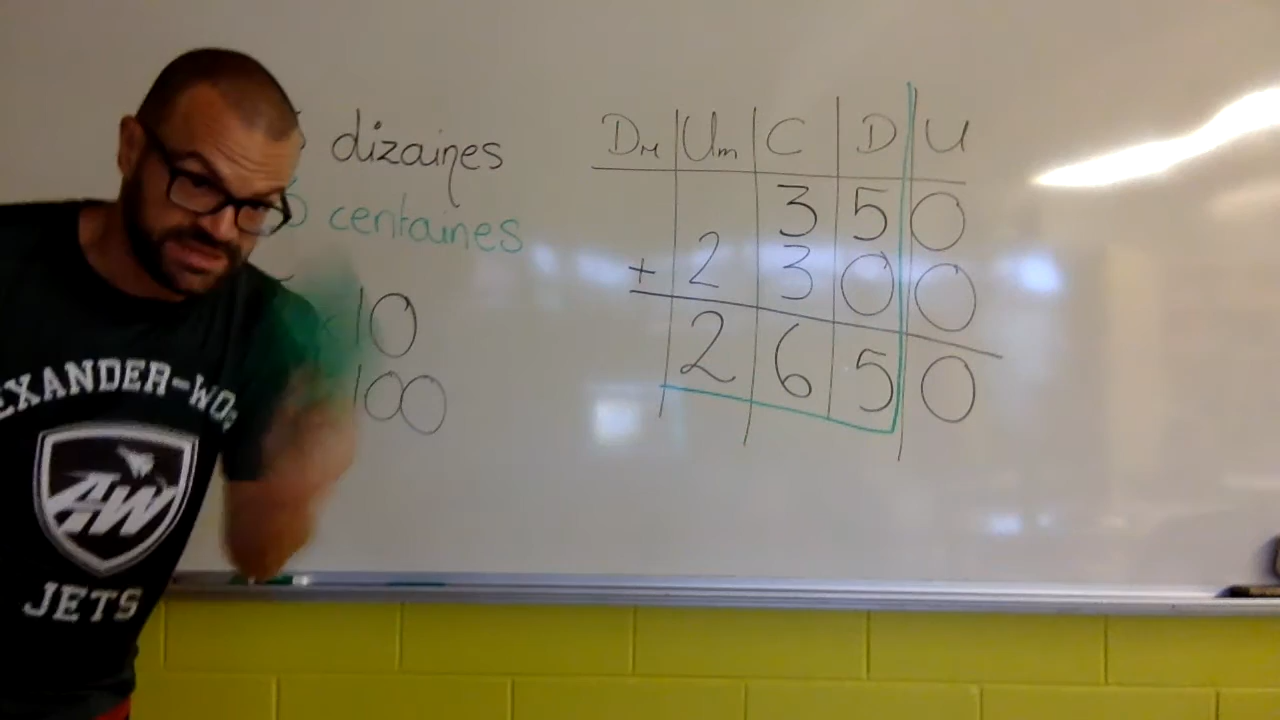 dizaines
centaines
10
100
Dm Um C D U
3 5 0
+ 2 3 0 0
2 6 5 0
EXANDER-WO
AW
JETS